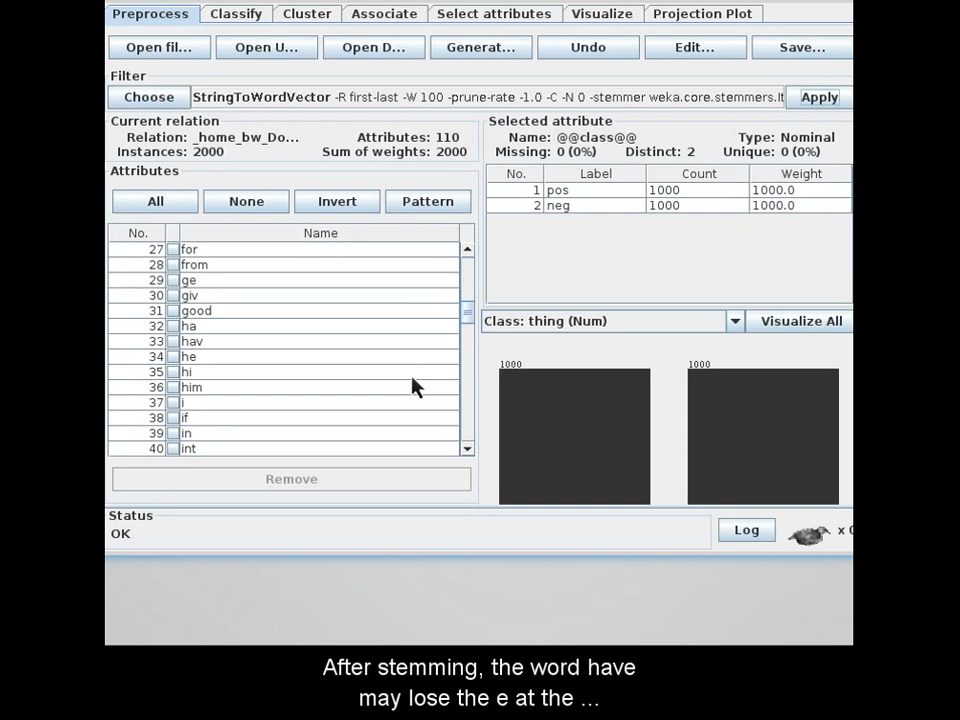 Preprocess Classify Cluster Associate Select attributes Visualize Projection Plot
Open fil... Open U... Open D... Generat... Undo Edit... Save...
Filter
Choose StringToWordVector -R first-last -W 100 -prune-rate -1.0 -C -N 0 -stemmer weka.core.stemmers.It Apply
Current relation
Relation: _home_bw_Do... Attributes: 110
Instances: 2000 Sum of weights: 2000
Attributes
All None Invert Pattern
No. Name
27 for
28 from
29 ge
30 giv
31 good
32 ha
33 hav
34 he
35 hi
36 him
37 i
38 if
39 in
40 int
Remove
Selected attribute
Name: @@class@@ Type: Nominal
Missing: 0 (0%) Distinct: 2 Unique: 0 (0%)
No. Label Count Weight
1 pos 1000 1000.0
2 neg 1000 1000.0
Class: thing (Num) Visualize All
1000 1000
Status
OK
Log x 0
After stemming, the word have
may lose the e at the ...